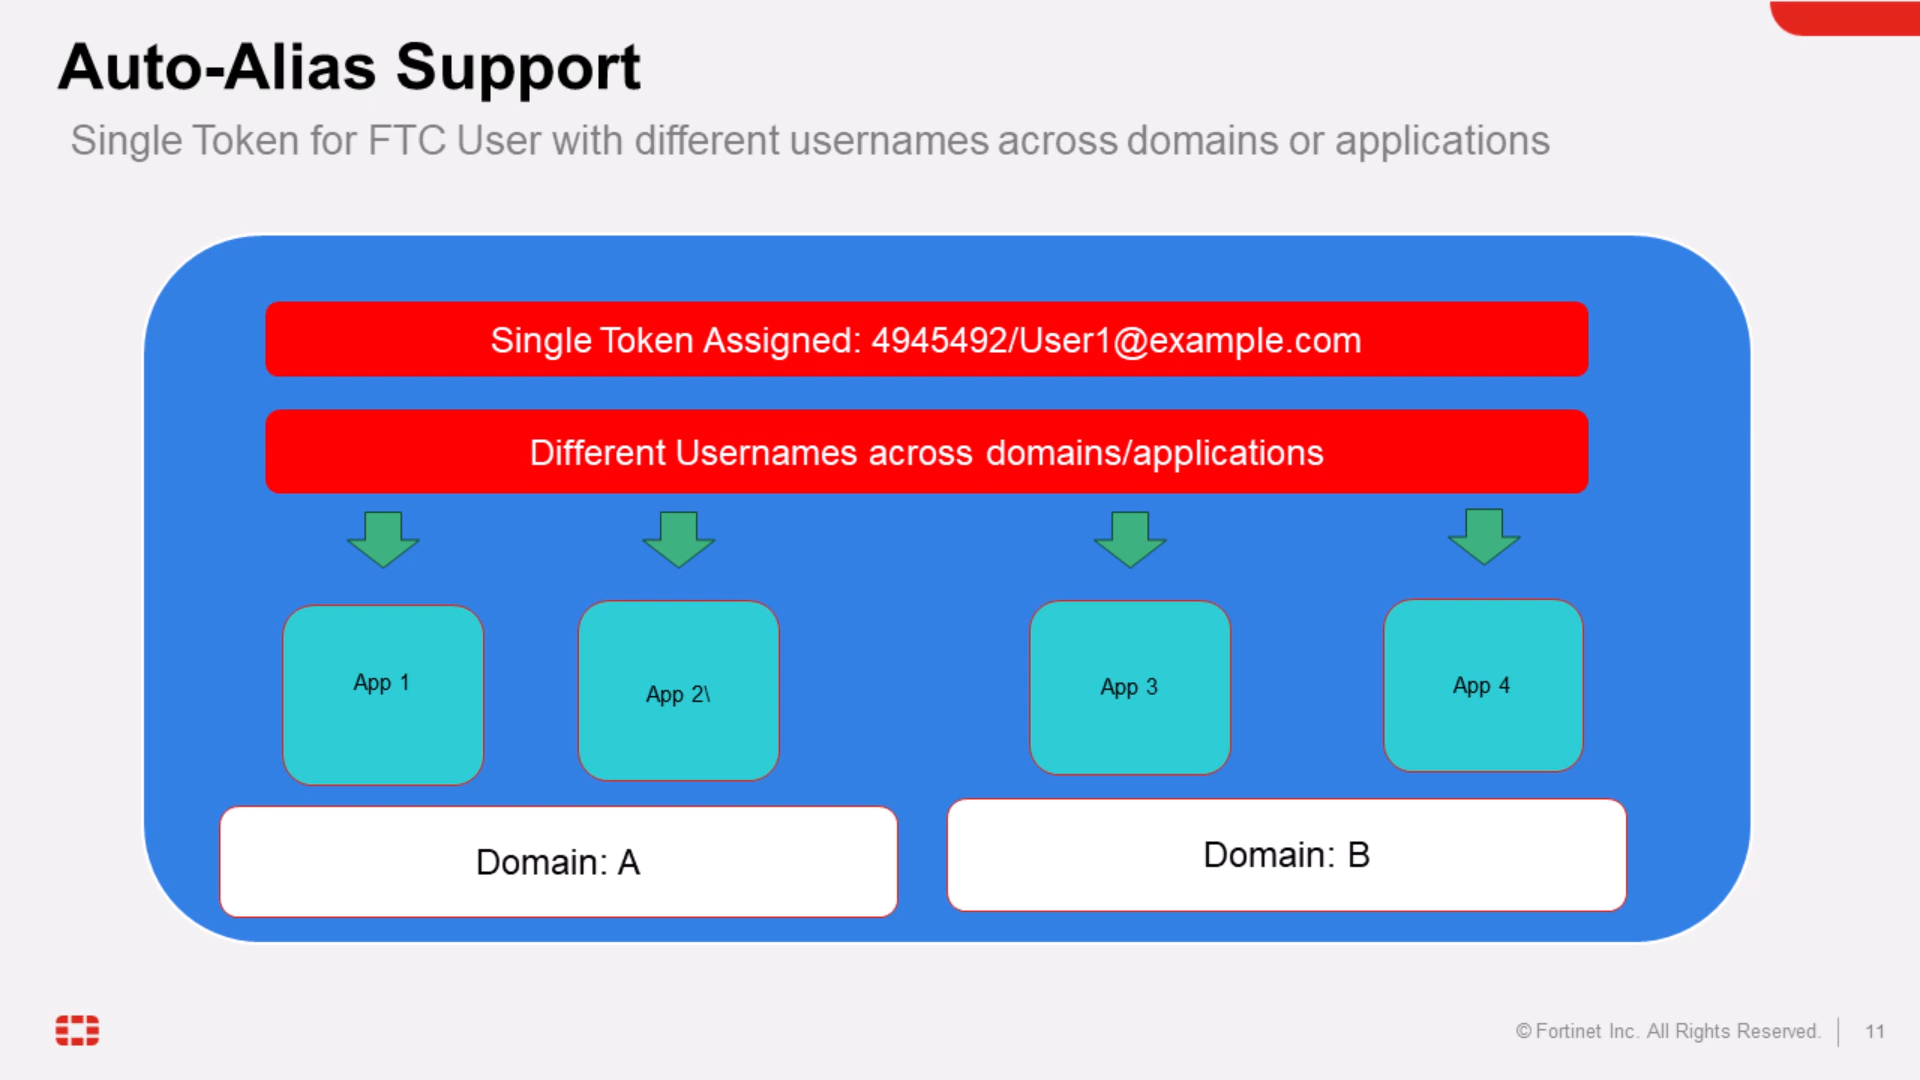 Auto-Alias Support
Single Token for FTC User with different usernames across domains or applications
Single Token Assigned: 4945492/User1@example.com
Different Usernames across domains/applications
App 1
App 2\
App 3
App 4
Domain: A
Domain: B
© Fortinet Inc. All Rights Reserved.
11